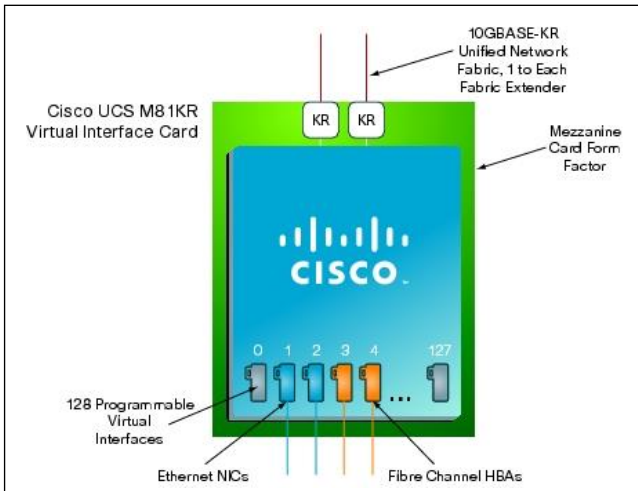 10GBASE-KR
Unified Network
Fabric, 1 to Each
Fabric Extender
Cisco UCS M81KR
Virtual Interface Card
KR
KR
Mezzanine
Card Form
Factor
CISCO
0 1 2 3 4 127
...
128 Programmable
Virtual
Interfaces
Ethernet NICs
Fibre Channel HBAs